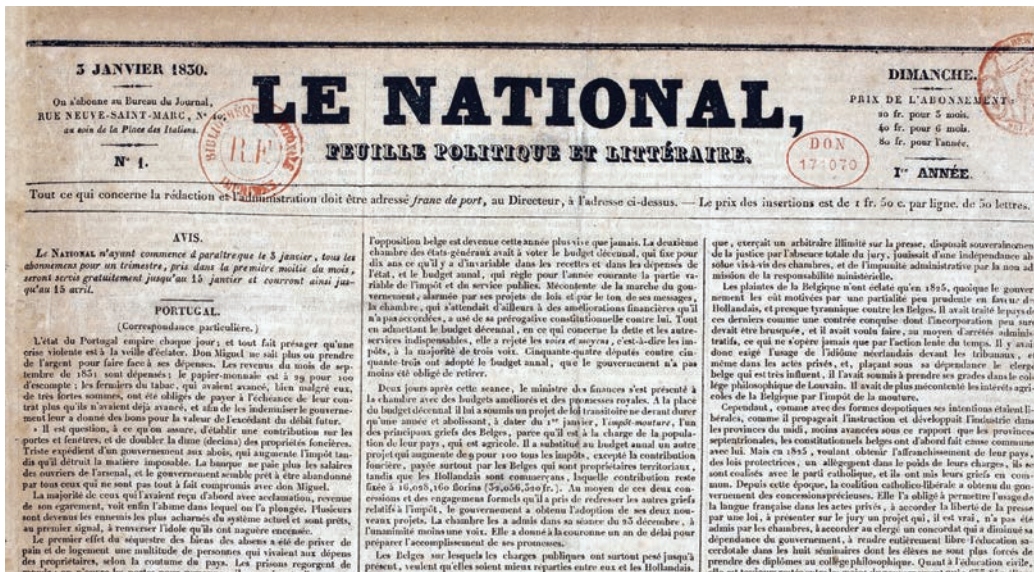 3 JANVIER 1830.
On s'abonne au Bureau du Journal,
RUE NEUVE-SAINT-MARC, N° 10,
au coin de la Place des Italiens.
N° 1.
LE NATIONAL,
FEUILLE POLITIQUE ET LITTÉRAIRE.
DIMANCHE.
PRIX DE L'ABONNEMENT:
20 fr. pour 3 mois.
40 fr. pour 6 mois.
80 fr. pour l'année.
Ire ANNÉE.
R.F
DON
171070
Tout ce qui concerne la rédaction et l'administration doit être adressé franc de port, au Directeur, à l'adresse ci-dessus. — Le prix des insertions est de 1 fr. 50 c. par ligne. de 50 lettres.
AVIS.
Le NATIONAL n'ayant commencé à paraître que le 3 janvier, tous les
abonnemens pour un trimestre, pris dans la première moitié du mois,
seront servis gratuitement jusqu'au 15 janvier et courront ainsi jus-
qu'au 15 avril.
PORTUGAL.
(Correspondance particulière.)
L'état du Portugal empire chaque jour; et tout fait présager qu'une
crise violente est à la veille d'éclater. Don Miguel ne sait plus où prendre
de l'argent pour faire face à ses dépenses. Les revenus du mois de sep-
tembre de 1831 sont dépensés; le papier-monnaie est à 29 pour 100
d'escompte; les fermiers du tabac, qui avaient avancé, bien malgré eux,
de très fortes sommes, ont été obligés de payer à l'échéance de leur con-
trat plus qu'ils n'avaient déjà avancé, et afin de les indemniser le gouverne-
ment leur a donné des bons pour la valeur de l'excédant du débit futur.
» Il est question, à ce qu'on assure, d'établir une contribution sur les
portes et fenêtres, et de doubler la dîme (decima) des propriétés foncières.
Triste expédient d'un gouvernement aux abois, qui augmente l'impôt tan-
dis qu'il détruit la matière imposable. La banque ne paie plus les salaires
des ouvriers de l'arsenal, et le gouvernement semble prêt à être abandonné
par tous ceux qui ne sont pas tout à fait compromis avec don Miguel.
La majorité de ceux qui l'avaient reçu d'abord avec acclamation, revenue
de son égarement, voit enfin l'abîme dans lequel on l'a plongée. Plusieurs
sont devenus les ennemis les plus acharnés du système actuel et sont prêts,
au premier signal, à renverser l'idole qu'ils ont naguère encensée.
Le premier effet du séquestre des biens des absens a été de priver de
pain et de logement une multitude de personnes qui vivaient aux dépens
des propriétaires, selon la coutume du pays. Les prisons regorgent de
l'opposition belge est devenue cette année plus vive que jamais. La deuxième
chambre des états-généraux avait à voter le budget décennal, qui fixe pour
dix ans ce qu'il y a d'invariable dans les recettes et dans les dépenses de
l'état, et le budget annal, qui règle pour l'année courante la partie va-
riable de l'impôt et du service publics. Mécontente de la marche du gou-
vernement, alarmée par ses projets de lois et par le ton de ses messages,
la chambre, qui s'attendait d'ailleurs à des améliorations financières qu'il
n'a pas accordées, a usé de sa prérogative constitutionnelle contre lui. Tout
en admettant le budget décennal, en ce qui concerne la dette et les autre-
services indispensables, elle a rejeté les voies et moyens, c'est-à-dire les im-
pôts, à la majorité de trois voix. Cinquante-quatre députés contre cin-
quante-trois ont adopté le budget annal, que le gouvernement n'a pas
moins été obligé de retirer.
Deux jours après cette seance, le ministre des finances s'est présenté à
la chambre avec des budgets améliorés et des promesses royales. A la place
du budget décennal il lui a soumis un projet de loi transitoire ne devant durer
qu'une année et abolissant, à dater du 1er janvier, l'impôt-mouture, l'un
des principaux griefs des Belges, parce qu'il est à la charge de la popula-
tion de leur pays, qui est agricole. Il a substitué au budget annal un autre
projet qui augmente de 9 pour 100 tous les impôts, excepté la contribution
foncière, payée surtout par les Belges qui sont propriétaires territoriaux,
tandis que les Hollandais sont commerçans, laquelle contribution reste
fixée à 16,028,160 florins (32,056,320 fr.). Au moyen de ces deux con-
cessions et des engagement formels qu'il a pris de redresser les autres griefs
relatifs à l'impôt, le gouvernement a obtenu l'adoption de ses deux nou-
veaux projets. La chambre les a admis dans sa séance du 23 décembre, à
l'unanimité moins une voix. Elle a donné à la couronne un an de délai pour
préparer l'accomplissement de ses promesses.
Les Belges sur lesquels les charges publiques ont surtout pesé jusqu'à
présent, veulent qu'elles soient mieux réparties entre eux et les Hollandais.
que, exerçait un arbitraire illimité sur la presse, disposait souverainemen
de la justice par l'absence totale du jury, jouissait d'une indépendance ab
solue vis-à-vis des chambres, et de l'impunité administrative par la non ad
mission de la responsabilité ministérielle.
Les plaintes de la Belgique n'ont éclaté qu'en 1825, quoique le gouver
nement les eût motivées par une partialité peu prudente en faveur d
Hollandais, et presque tyrannique contre les Belges. Il avait traité le pays d
ces derniers comme une contrée conquise dont l'incorporation peu
devait être brusquée, et il avait voulu faire, au moyen d'arrêtés adminis
tratifs, ce qui ne s'opère jamais que par l'action lente du temps. Il y avai
donc exigé l'usage de l'idiôme néerlandais devant les tribunaux,
même dans les actes privés, et, plaçant sous sa dépendance le clerg
belge qui est très influent, il l'avait soumis à prendre ses grades dans le co
lége philosophique de Louvain. Il avait de plus mécontenté les intérêts agri
coles de la Belgique par l'impôt de la mouture.
Cependant, comme avec des formes despotiques ses intentions étaient li
bérales, comme il propageait l'instruction et développait l'industrie dans
les provinces du midi, moins avancées sous ce rapport que les provinces
septentrionales, les constitutionnels belges ont d'abord fait cause commune
avec lui. Mais en 1825, voulant obtenir l'affranchissement de leur pays,
des lois protectrices, un allégement dans le poids de leurs charges, ils
sont coalisés avec le parti catholique, et ils ont mis leurs griefs en com-
mun. Depuis cette époque, la coalition catholico-libérale a obtenu du gou-
vernement des concessions précieuses. Elle l'a obligé à permettre l'usage d
la langue française dans les actes privés, à accorder la liberté de la presse
par une loi, à présenter sur le jury un projet qui, il est vrai, n'a pas
admis par les chambres, à accorder au clergé un concordat qui a diminué sa
dépendance du gouvernement, à rendre entièrement libre l'éducation sa-
cerdotale dans les huit séminaires dont les élèves ne sont plus forcés de
prendre des diplômes au collége philosophique. Quant à l'éducation civile